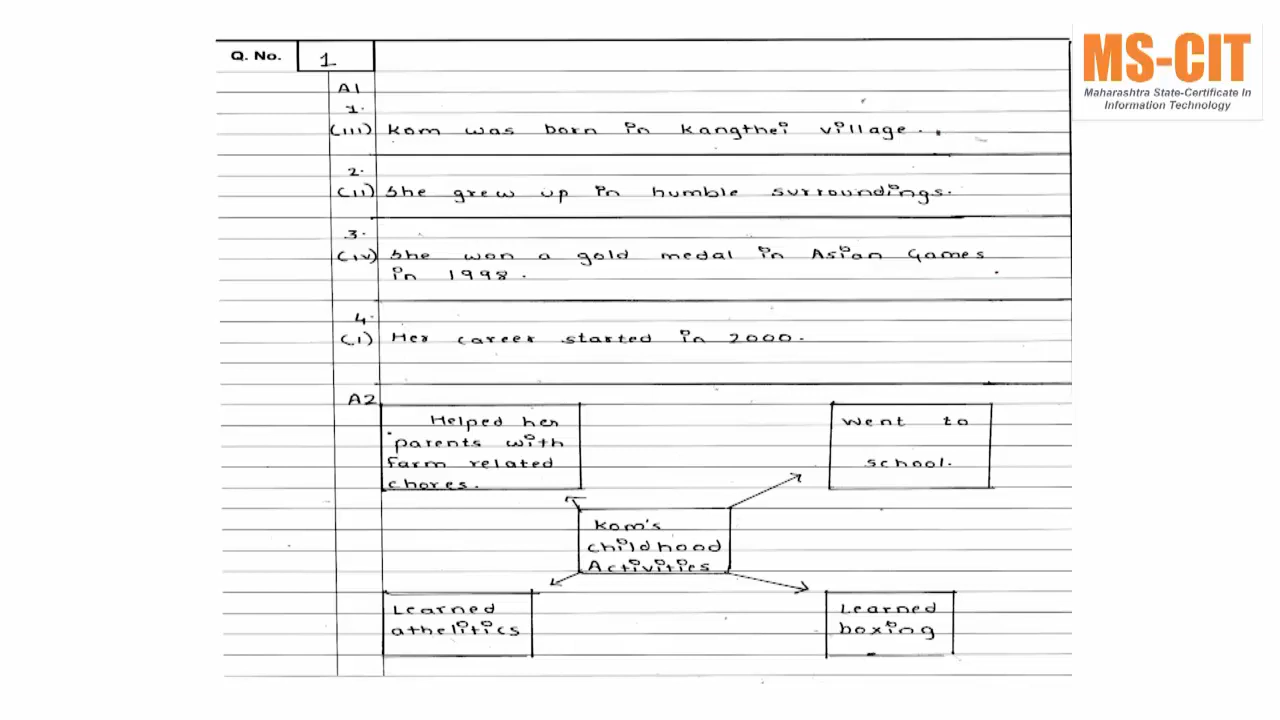 Q. No. 1
MS-CIT
Maharashtra State-Certificate In
Information Technology
A1
1.
(iii) Kom was born in Kangthei village.
2.
(ii) She grew up in humble surroundings.
3.
(iv) She won a gold medal in Asian Games
in 1998.
4.
(i) Her career started in 2000.
A2
Helped her
parents with
farm related
chores.
Went to
school.
Kom's
childhood
Activities
Learned
athelitics
Learned
boxing